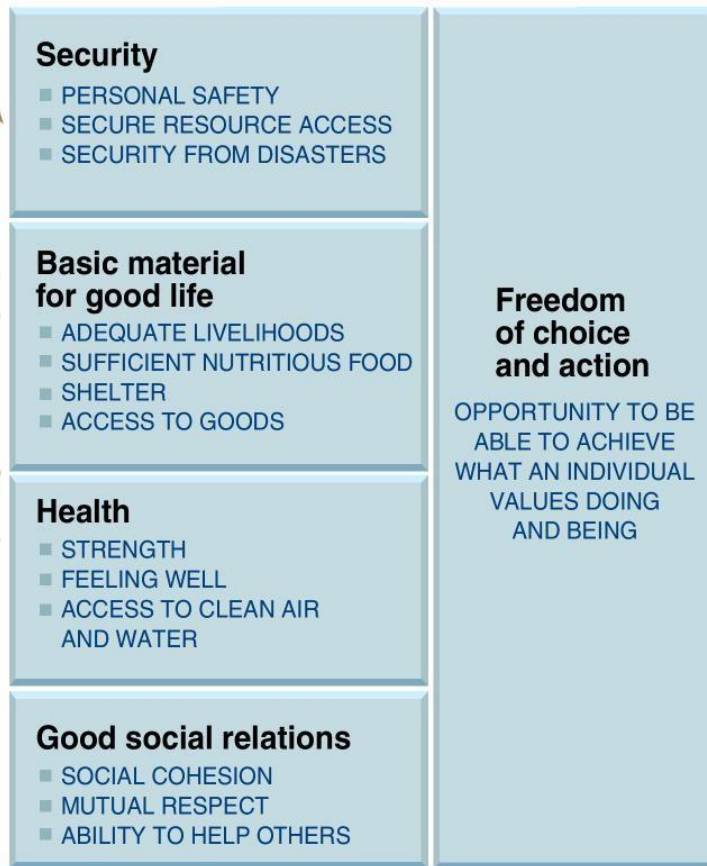 Security
PERSONAL SAFETY
SECURE RESOURCE ACCESS
SECURITY FROM DISASTERS
Basic material
for good life
ADEQUATE LIVELIHOODS
SUFFICIENT NUTRITIOUS FOOD
SHELTER
ACCESS TO GOODS
Health
STRENGTH
FEELING WELL
ACCESS TO CLEAN AIR
AND WATER
Good social relations
SOCIAL COHESION
MUTUAL RESPECT
ABILITY TO HELP OTHERS
Freedom
of choice
and action
OPPORTUNITY TO BE
ABLE TO ACHIEVE
WHAT AN INDIVIDUAL
VALUES DOING
AND BEING